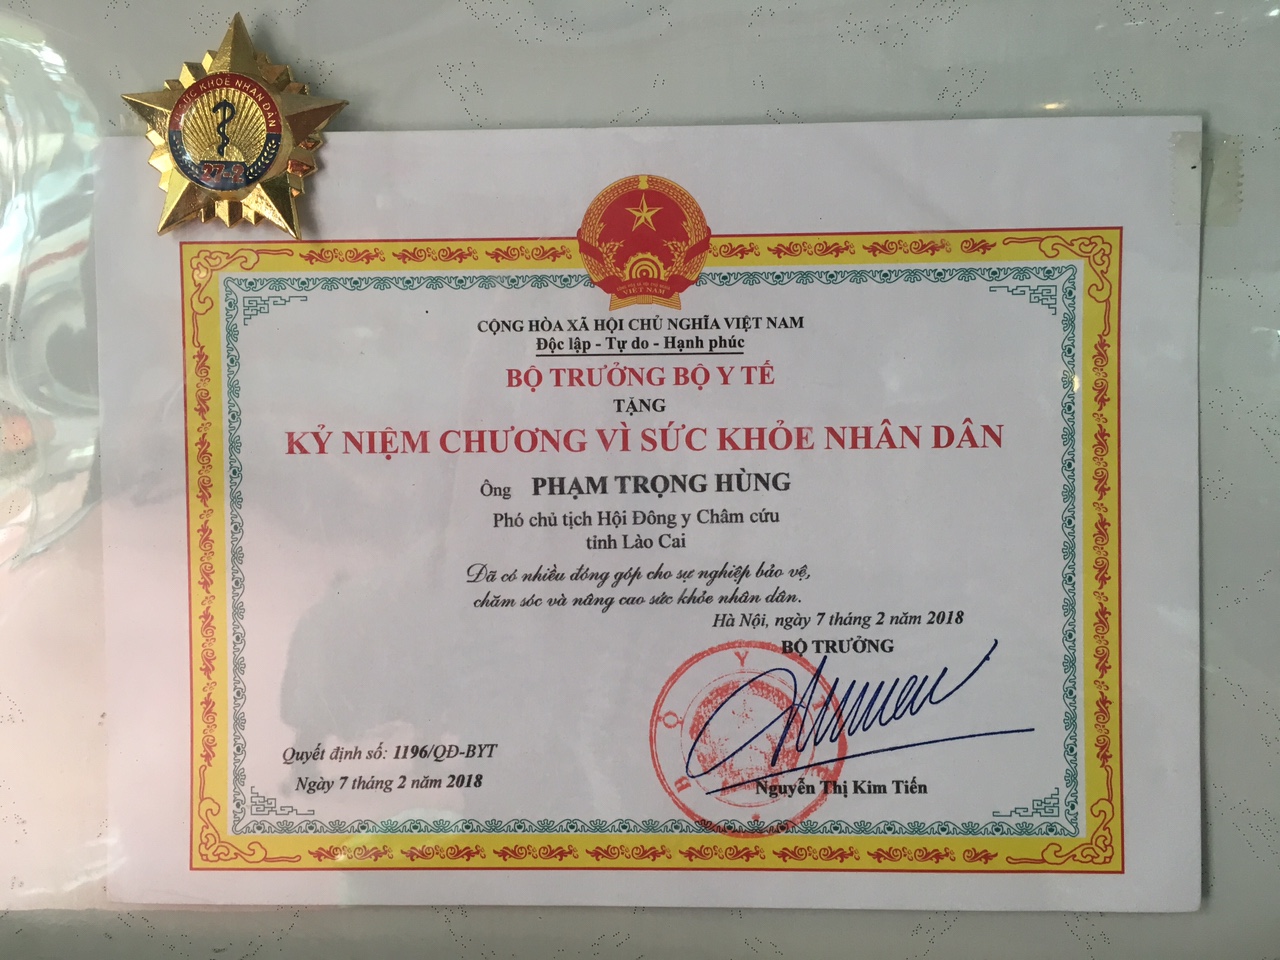 SỨC KHỎE NHÂN DÂN
27-2
VIỆT NAM
CỘNG HÒA XÃ HỘI CHỦ NGHĨA VIỆT NAM
Độc lập - Tự do - Hạnh phúc
BỘ TRƯỞNG BỘ Y TẾ
TẶNG
KỶ NIỆM CHƯƠNG VÌ SỨC KHỎE NHÂN DÂN
Ông PHẠM TRỌNG HÙNG
Phó chủ tịch Hội Đông y Châm cứu
tỉnh Lào Cai
Đã có nhiều đóng góp cho sự nghiệp bảo vệ,
chăm sóc và nâng cao sức khỏe nhân dân.
Hà Nội, ngày 7 tháng 2 năm 2018
BỘ TRƯỞNG
BỘ Y TẾ
Quyết định số: 1196/QĐ-BYT
Ngày 7 tháng 2 năm 2018
Nguyễn Thị Kim Tiến